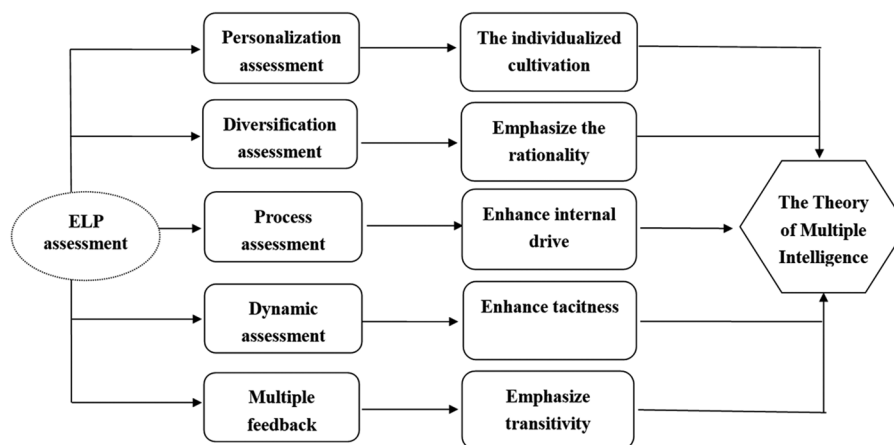 Personalization
assessment
The individualized
cultivation
Diversification
assessment
Emphasize the
rationality
ELP
assessment
Process
assessment
Enhance internal
drive
The Theory
of Multiple
Intelligence
Dynamic
assessment
Enhance tacitness
Multiple
feedback
Emphasize
transitivity